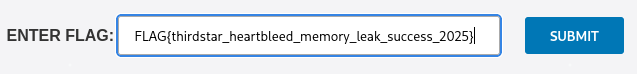 ENTER FLAG: FLAG{thirdstar_heartbleed_memory_leak_success_2025} SUBMIT